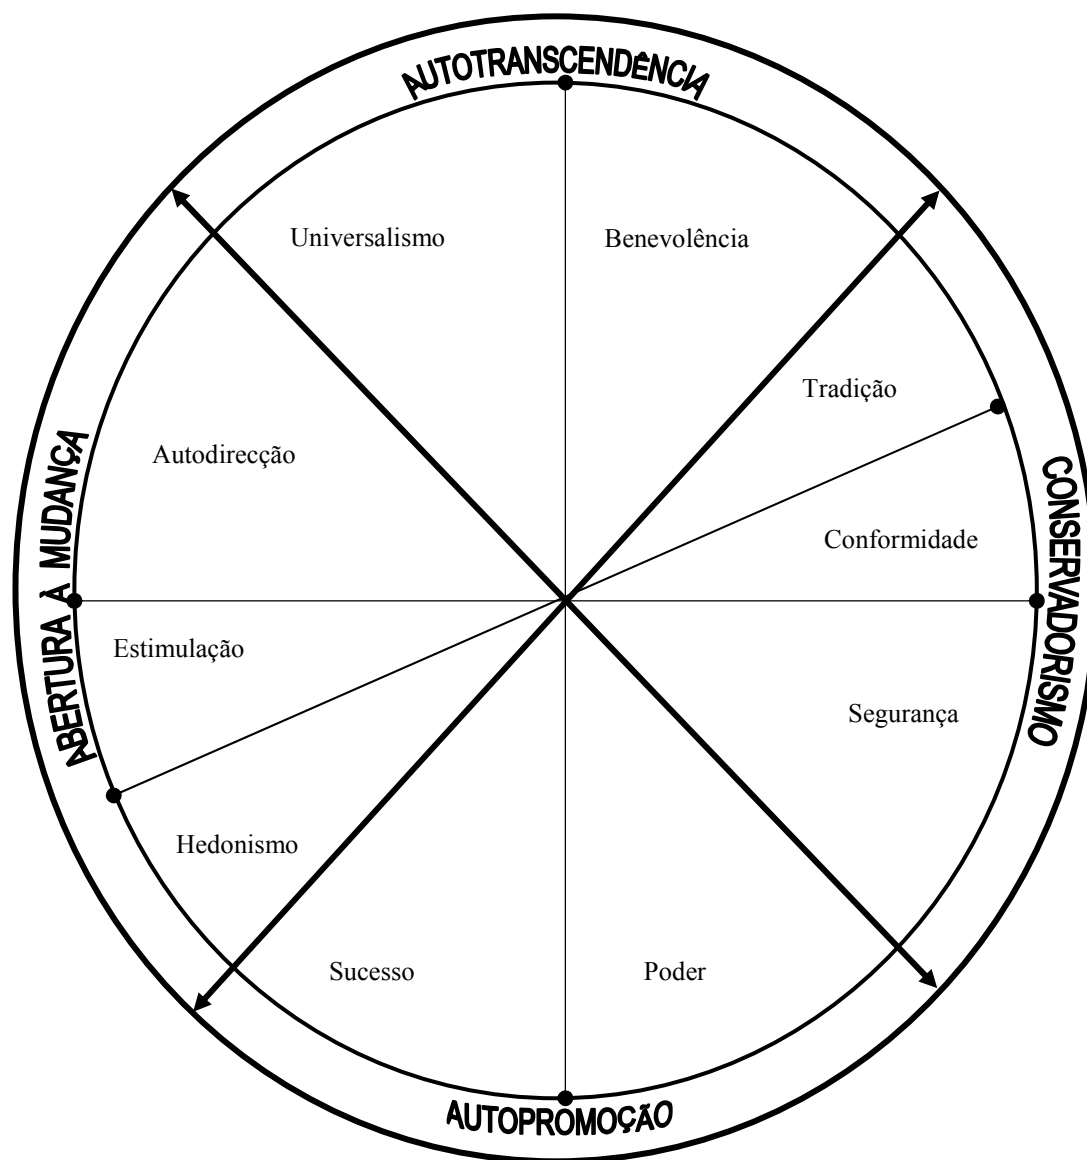 AUTOTRANSCENDÊNCIA
Universalismo
Benevolência
Tradição
Autodirecção
Conformidade
ABERTURA À MUDANÇA
CONSERVADORISMO
Estimulação
Segurança
Hedonismo
Sucesso
Poder
AUTOPROMOÇÃO